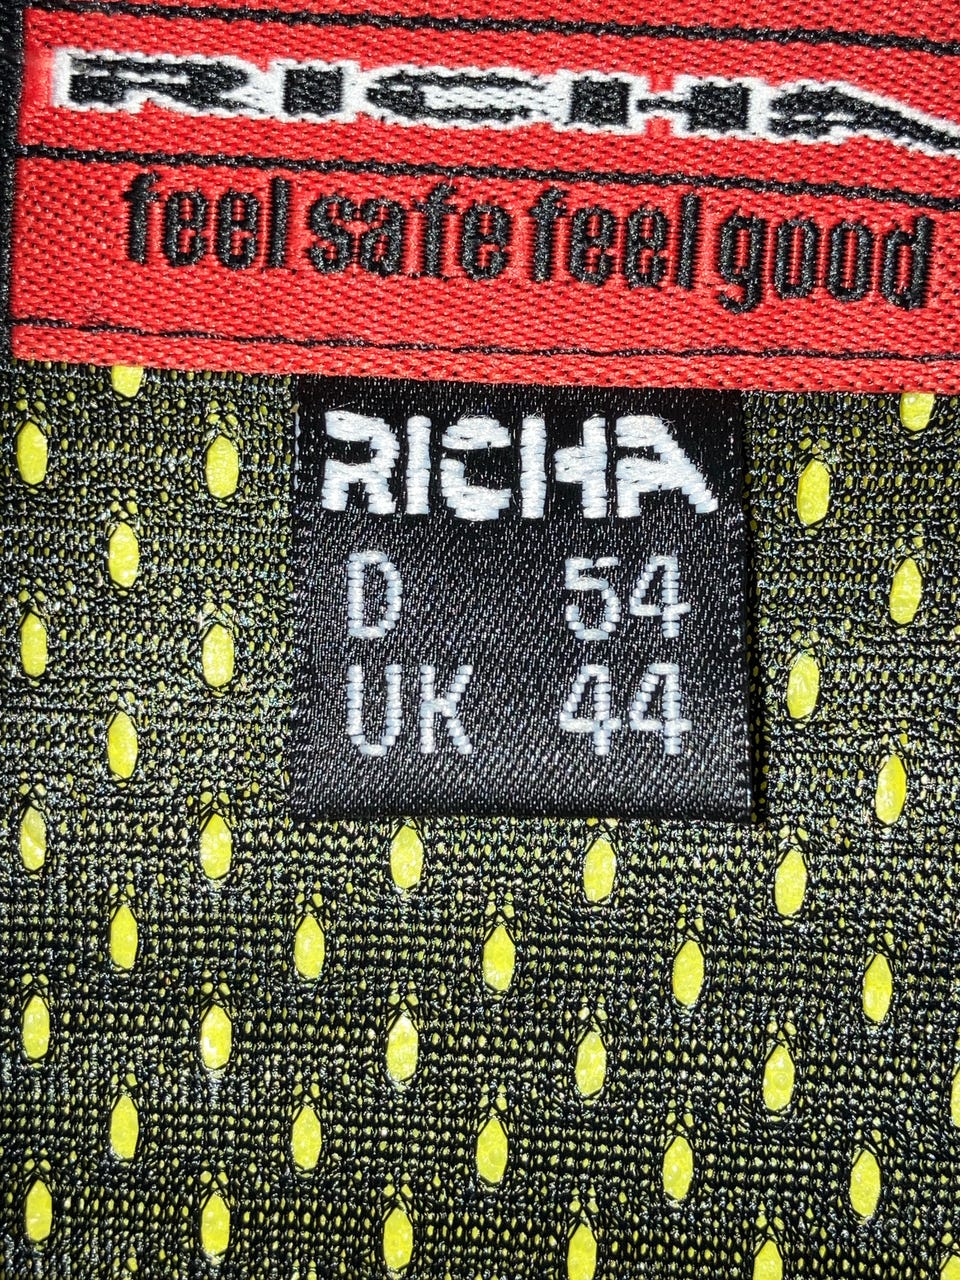 RICHA
feel safe feel good
RICHA
D 54
UK 44